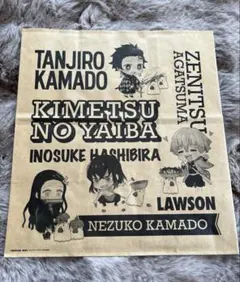 TANJIRO
KAMADO
ZENITSU
AGATSUMA
KIMETSU
NO YAIBA
INOSUKE HASHIBIRA
LAWSON
NEZUKO KAMADO